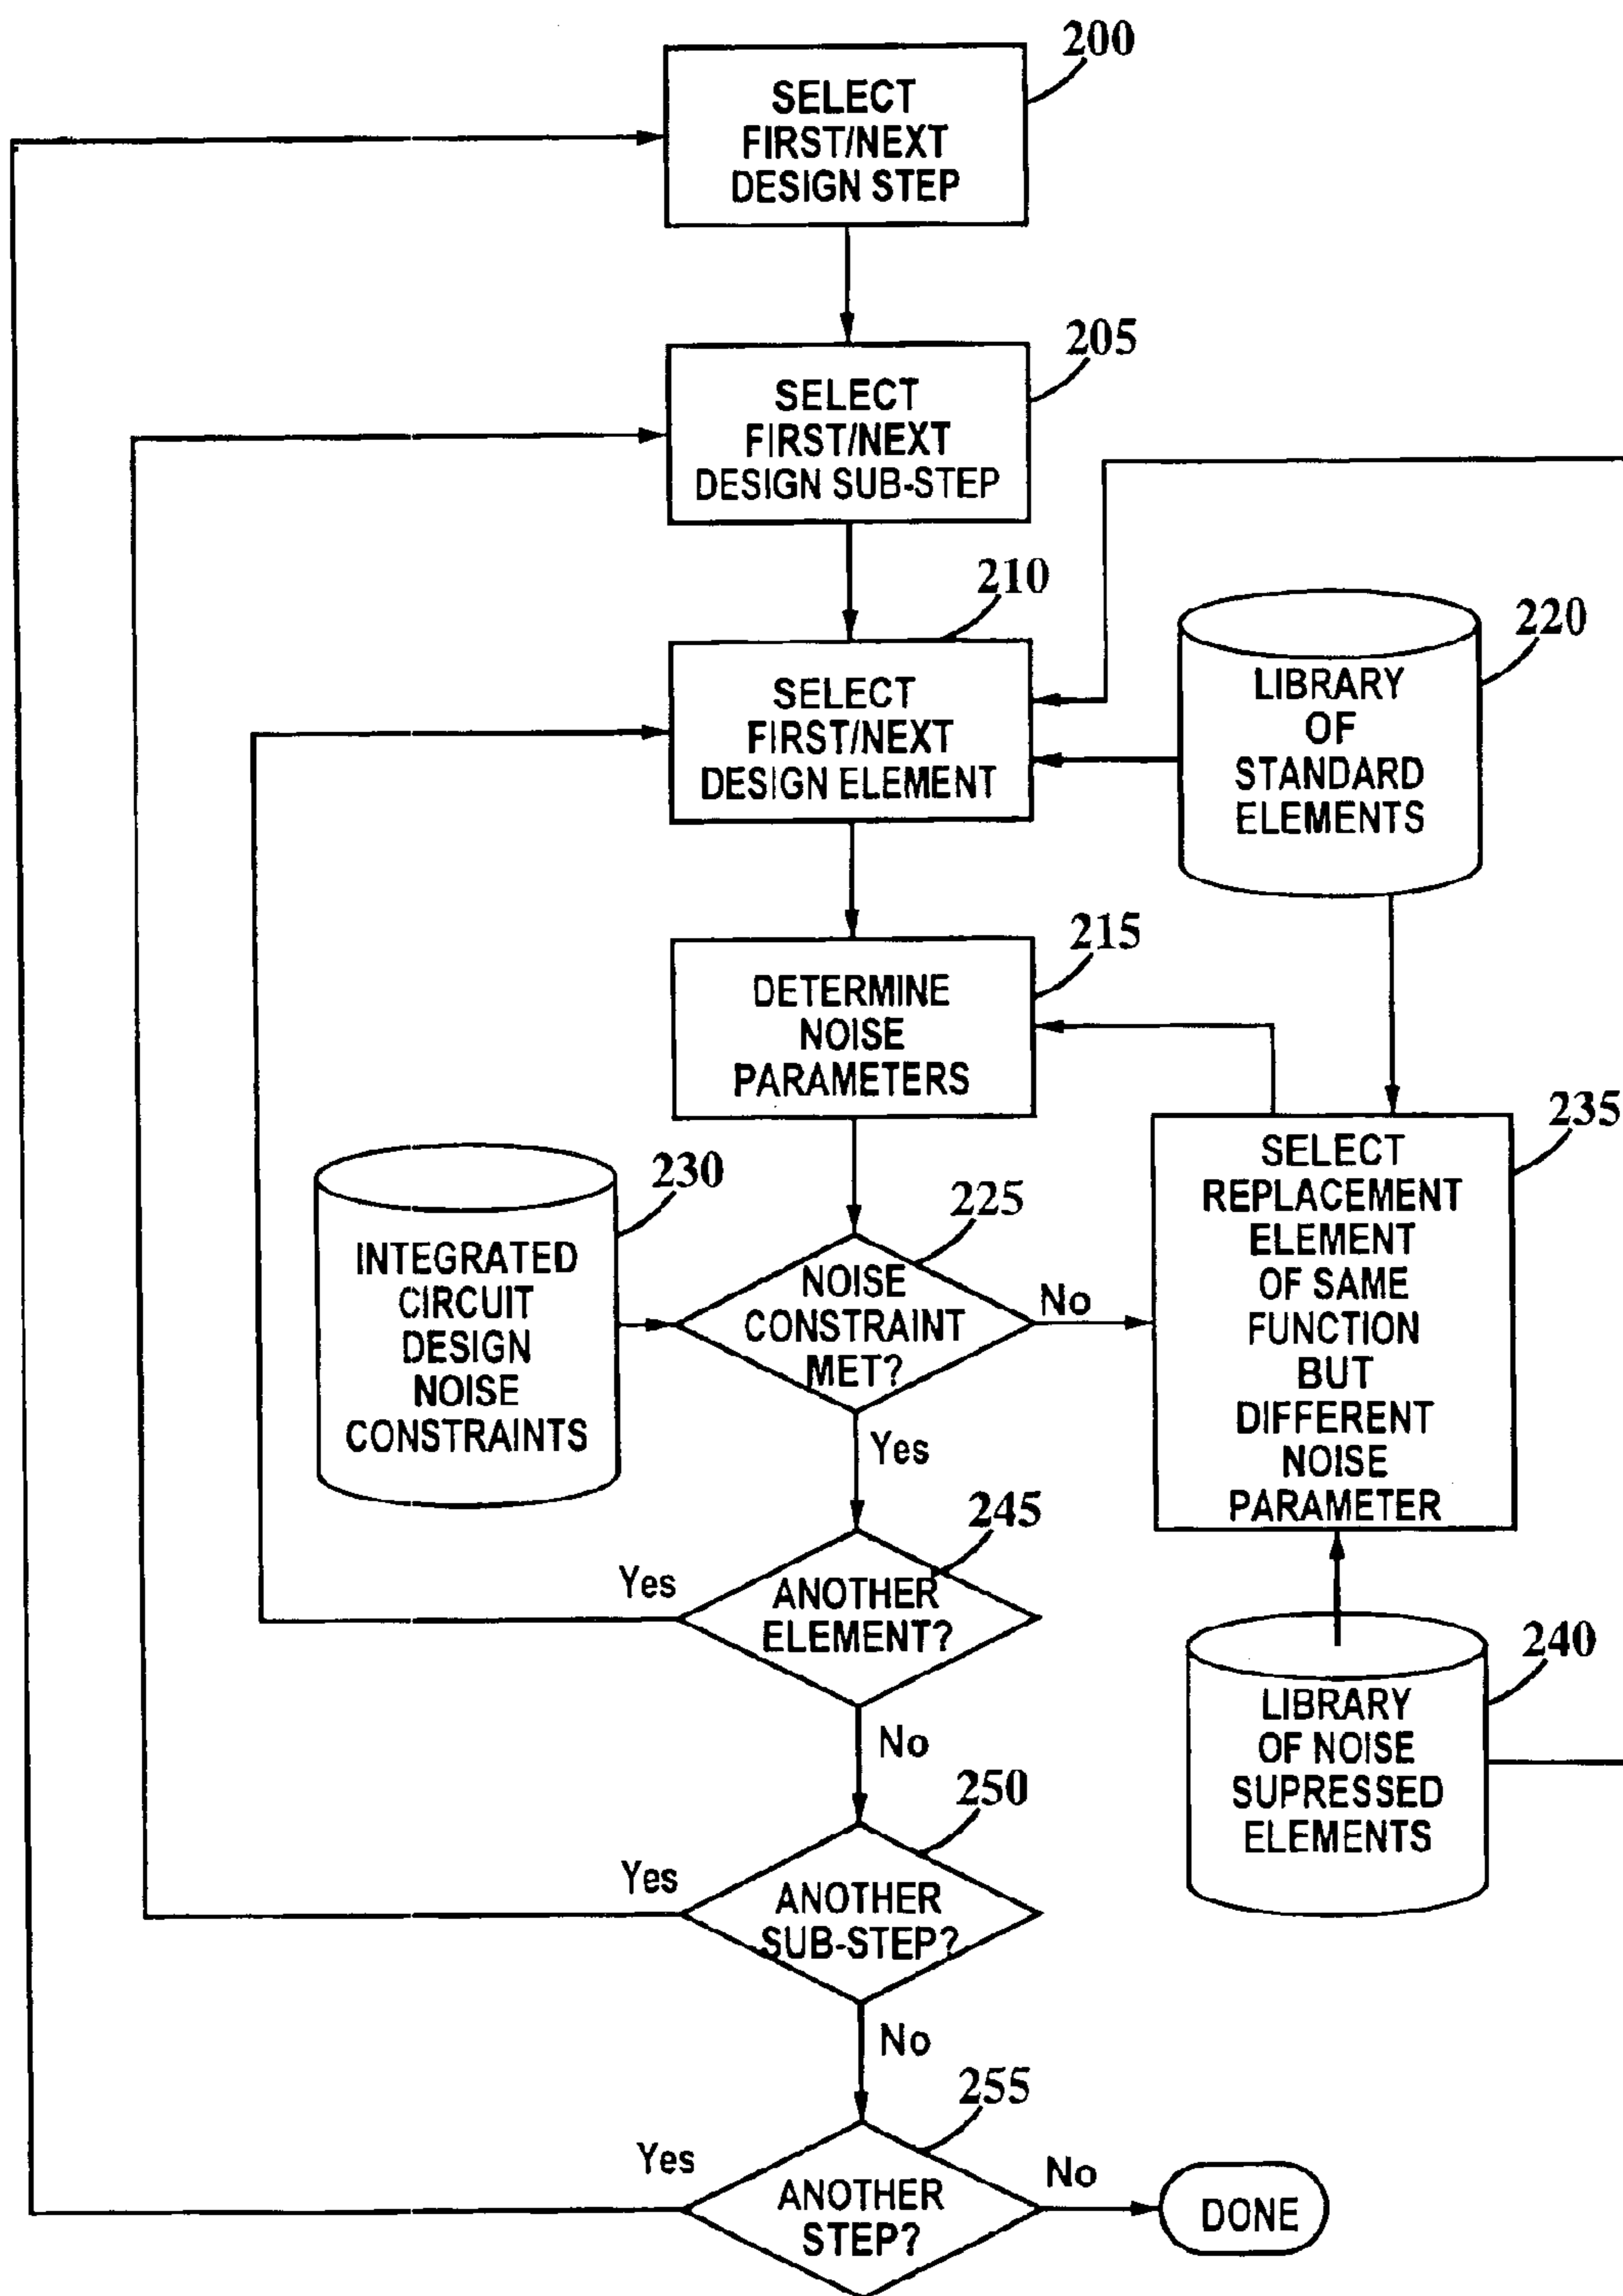 200
SELECT
FIRST/NEXT
DESIGN STEP
205
SELECT
FIRST/NEXT
DESIGN SUB-STEP
210
SELECT
FIRST/NEXT
DESIGN ELEMENT
220
LIBRARY
OF
STANDARD
ELEMENTS
215
DETERMINE
NOISE
PARAMETERS
230
INTEGRATED
CIRCUIT
DESIGN
NOISE
CONSTRAINTS
225
NOISE
CONSTRAINT
MET?
No
Yes
235
SELECT
REPLACEMENT
ELEMENT
OF SAME
FUNCTION
BUT
DIFFERENT
NOISE
PARAMETER
245
Yes
ANOTHER
ELEMENT?
No
240
LIBRARY
OF NOISE
SUPRESSED
ELEMENTS
250
Yes
ANOTHER
SUB-STEP?
No
255
Yes
ANOTHER
STEP?
No
DONE